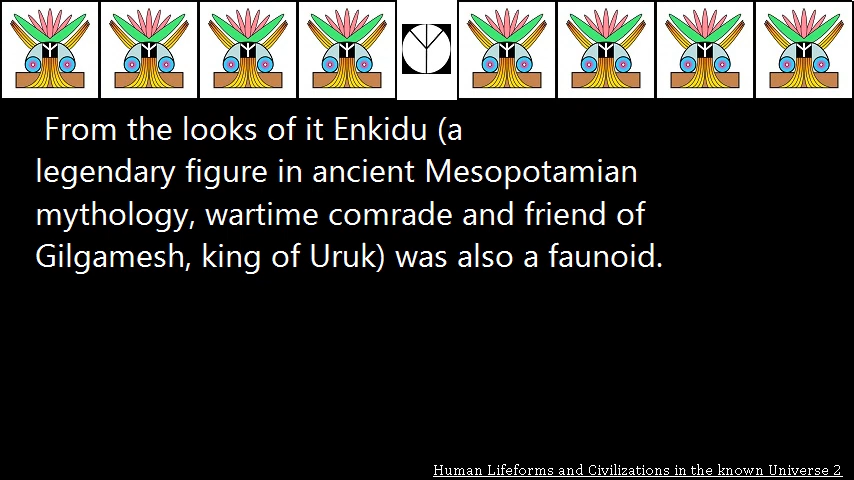 From the looks of it Enkidu (a
legendary figure in ancient Mesopotamian
mythology, wartime comrade and friend of
Gilgamesh, king of Uruk) was also a faunoid.
Human Lifeforms and Civilizations in the known Universe 2